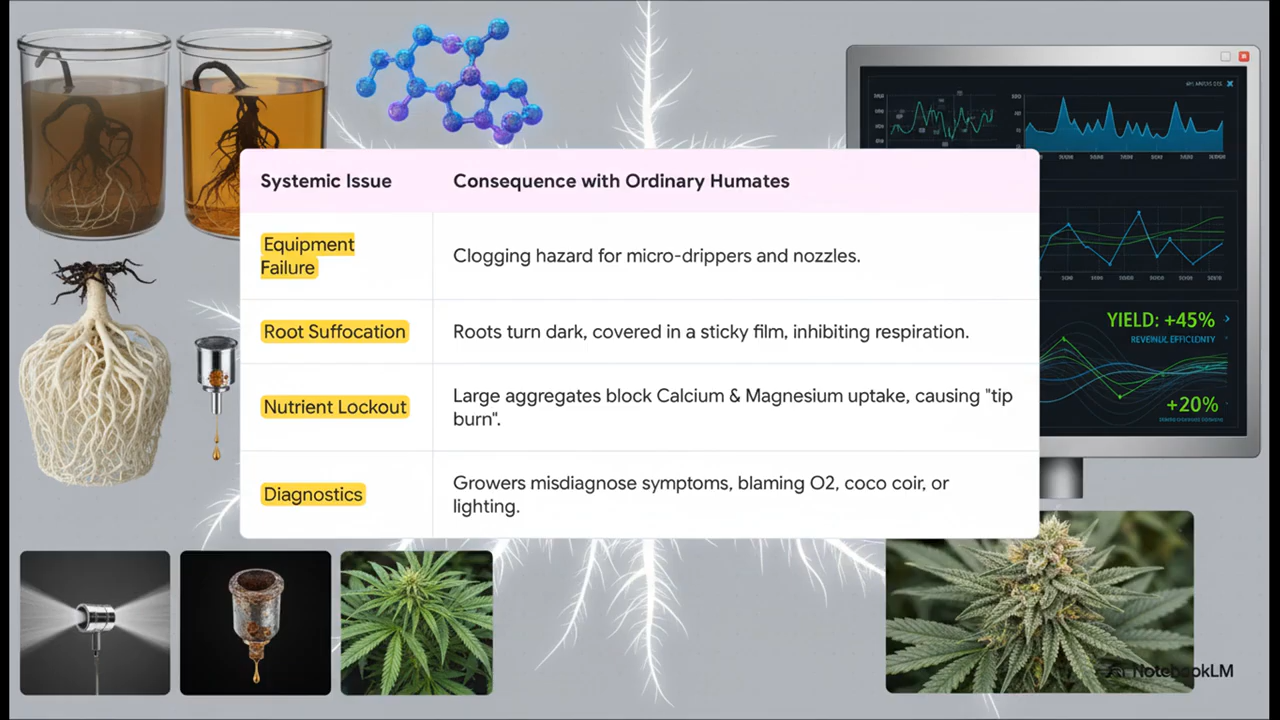 Systemic Issue
Consequence with Ordinary Humates
Equipment
Failure
Clogging hazard for micro-drippers and nozzles.
Root Suffocation
Roots turn dark, covered in a sticky film, inhibiting respiration.
Nutrient Lockout
Large aggregates block Calcium & Magnesium uptake, causing "tip
burn".
Diagnostics
Growers misdiagnose symptoms, blaming O2, coco coir, or
lighting.
YIELD: +45%
+20%
NotebookLM